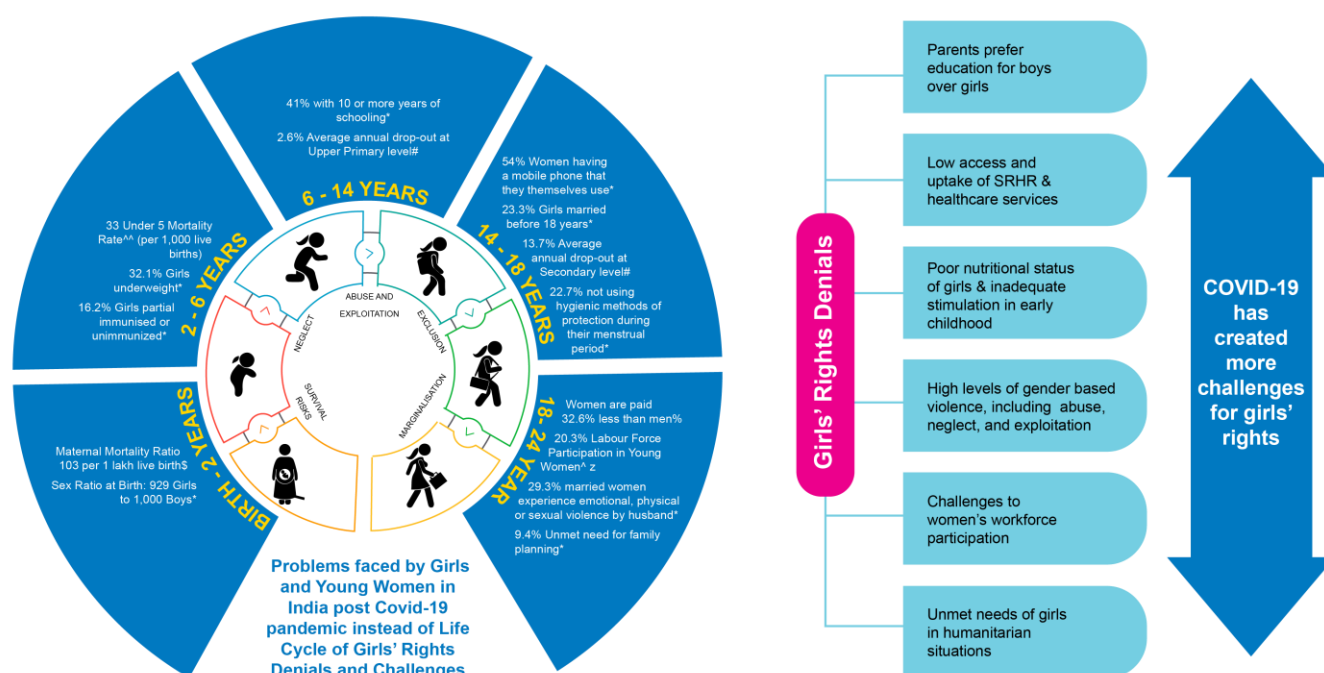 41% with 10 or more years of
schooling*
2.6% Average annual drop-out at
Upper Primary level#
6 - 14 YEARS
33 Under 5 Mortality
Rate^^ (per 1,000 live
births)
32.1% Girls
underweight*
16.2% Girls partial
immunised or
unimmunized*
2 - 6 YEARS
54% Women having
a mobile phone that
they themselves use*
23.3% Girls married
before 18 years*
13.7% Average
annual drop-out at
Secondary level#
22.7% not using
hygienic methods of
protection during
their menstrual
period*
14 - 18 YEARS
Maternal Mortality Ratio
103 per 1 lakh live birth$
Sex Ratio at Birth: 929 Girls
to 1,000 Boys*
BIRTH - 2 YEARS
Women are paid
32.6% less than men%
20.3% Labour Force
Participation in Young
Women^ z
29.3% married women
experience emotional, physical
or sexual violence by husband*
9.4% Unmet need for family
planning*
18- 24 YEAR
SURVIVAL
RISKS
NEGLECT
ABUSE AND
EXPLOITATION
EXCLUSION
MARGINALISATION
Problems faced by Girls
and Young Women in
India post Covid-19
pandemic instead of Life
Cycle of Girls' Rights
Denials and Challenges
Girls' Rights Denials
Parents prefer
education for boys
over girls
Low access and
uptake of SRHR &
healthcare services
Poor nutritional status
of girls & inadequate
stimulation in early
childhood
High levels of gender based
violence, including abuse,
neglect, and exploitation
Challenges to
women's workforce
participation
Unmet needs of girls
in humanitarian
situations
COVID-19
has
created
more
challenges
for girls'
rights